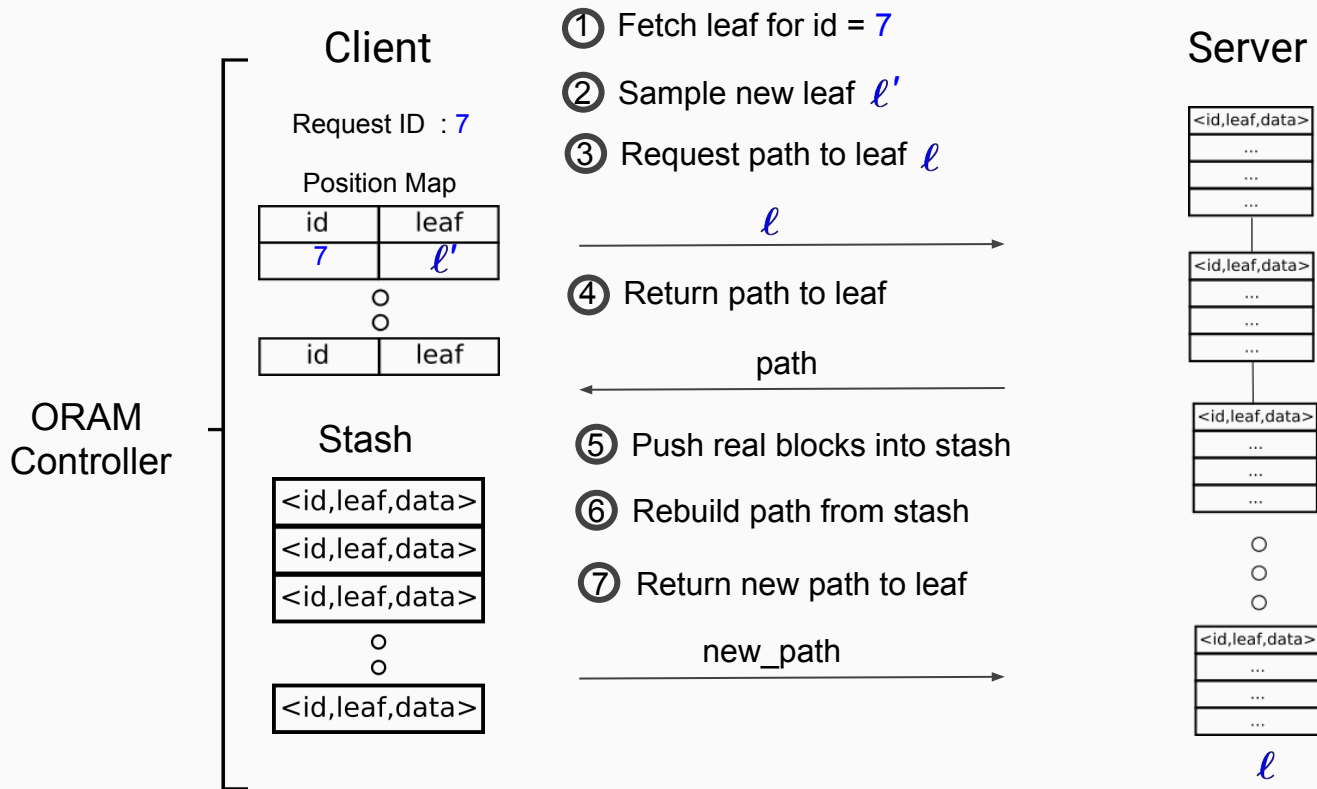 Client
Request ID : 7
Position Map
id leaf
7 ℓ'
id leaf
ORAM
Controller
Stash
<id,leaf,data>
<id,leaf,data>
<id,leaf,data>
<id,leaf,data>
1 Fetch leaf for id = 7
2 Sample new leaf ℓ'
3 Request path to leaf ℓ
ℓ
4 Return path to leaf
path
5 Push real blocks into stash
6 Rebuild path from stash
7 Return new path to leaf
new_path
Server
<id,leaf,data>
...
...
...
<id,leaf,data>
...
...
...
<id,leaf,data>
...
...
...
<id,leaf,data>
...
...
...
ℓ